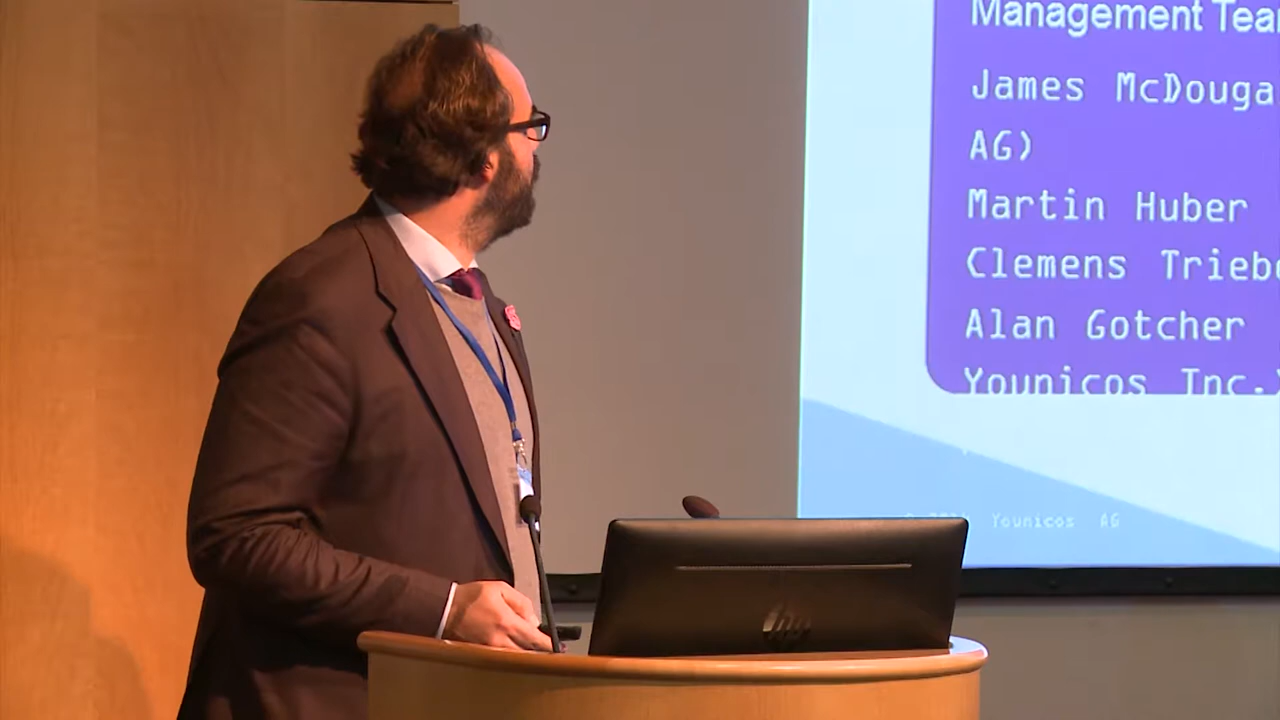 Management Tea
James McDouga
AG)
Martin Huber
Clemens Triebe
Alan Gotcher
Younicos Inc.)
Younicos AG
hp